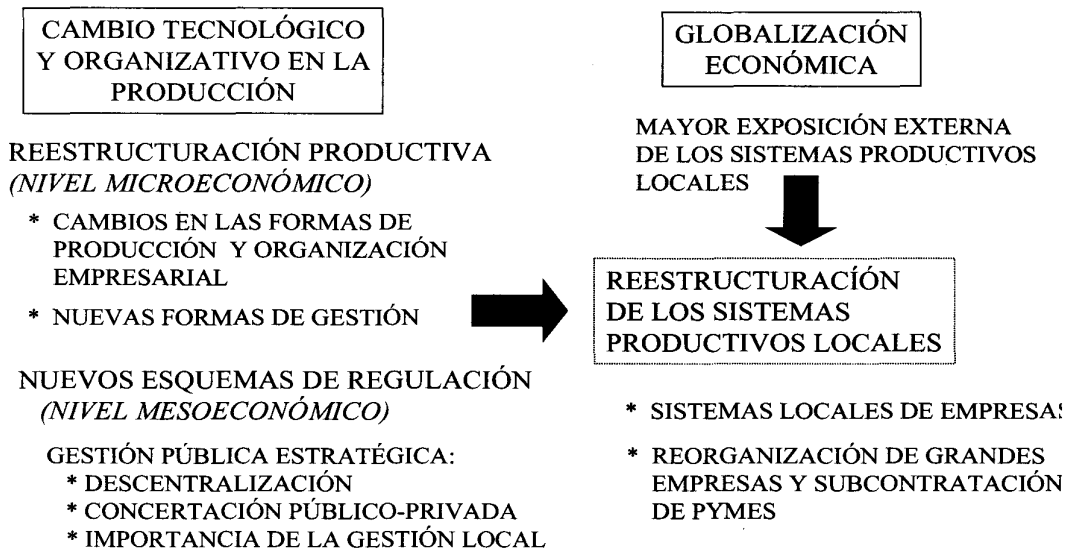 CAMBIO TECNOLÓGICO
Y ORGANIZATIVO EN LA
PRODUCCIÓN
REESTRUCTURACIÓN PRODUCTIVA
(NIVEL MICROECONÓMICO)
* CAMBIOS EN LAS FORMAS DE
PRODUCCIÓN Y ORGANIZACIÓN
EMPRESARIAL
* NUEVAS FORMAS DE GESTIÓN
NUEVOS ESQUEMAS DE REGULACIÓN
(NIVEL MESOECONÓMICO)
GESTIÓN PÚBLICA ESTRATÉGICA:
* DESCENTRALIZACIÓN
* CONCERTACIÓN PÚBLICO-PRIVADA
* IMPORTANCIA DE LA GESTIÓN LOCAL
GLOBALIZACIÓN
ECONÓMICA
MAYOR EXPOSICIÓN EXTERNA
DE LOS SISTEMAS PRODUCTIVOS
LOCALES
REESTRUCTURACÍÓN
DE LOS SISTEMAS
PRODUCTIVOS LOCALES
* SISTEMAS LOCALES DE EMPRESAS
* REORGANIZACIÓN DE GRANDES
EMPRESAS Y SUBCONTRATACIÓN
DE PYMES